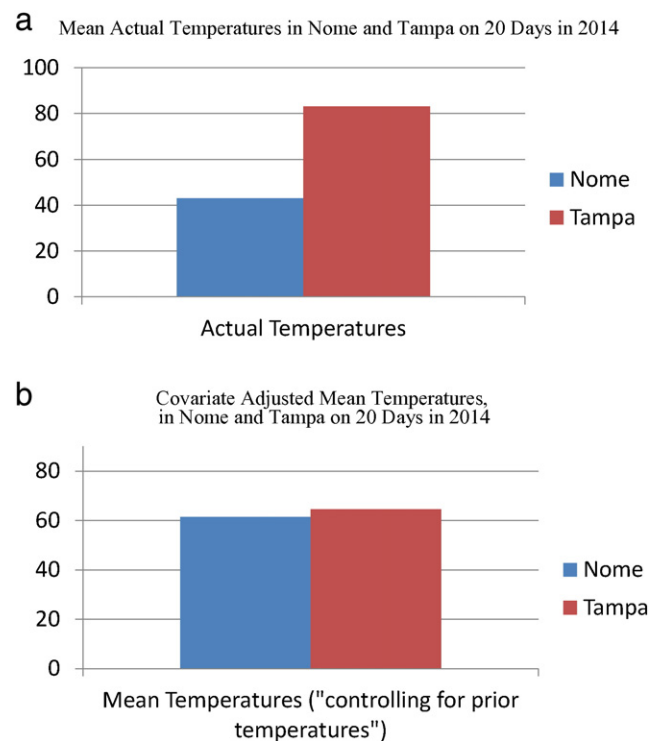 a
Mean Actual Temperatures in Nome and Tampa on 20 Days in 2014
100
80
60
40
20
0
Nome
Tampa
Actual Temperatures
b
Covariate Adjusted Mean Temperatures,
in Nome and Tampa on 20 Days in 2014
80
60
40
20
0
Nome
Tampa
Mean Temperatures ("controlling for prior
temperatures")